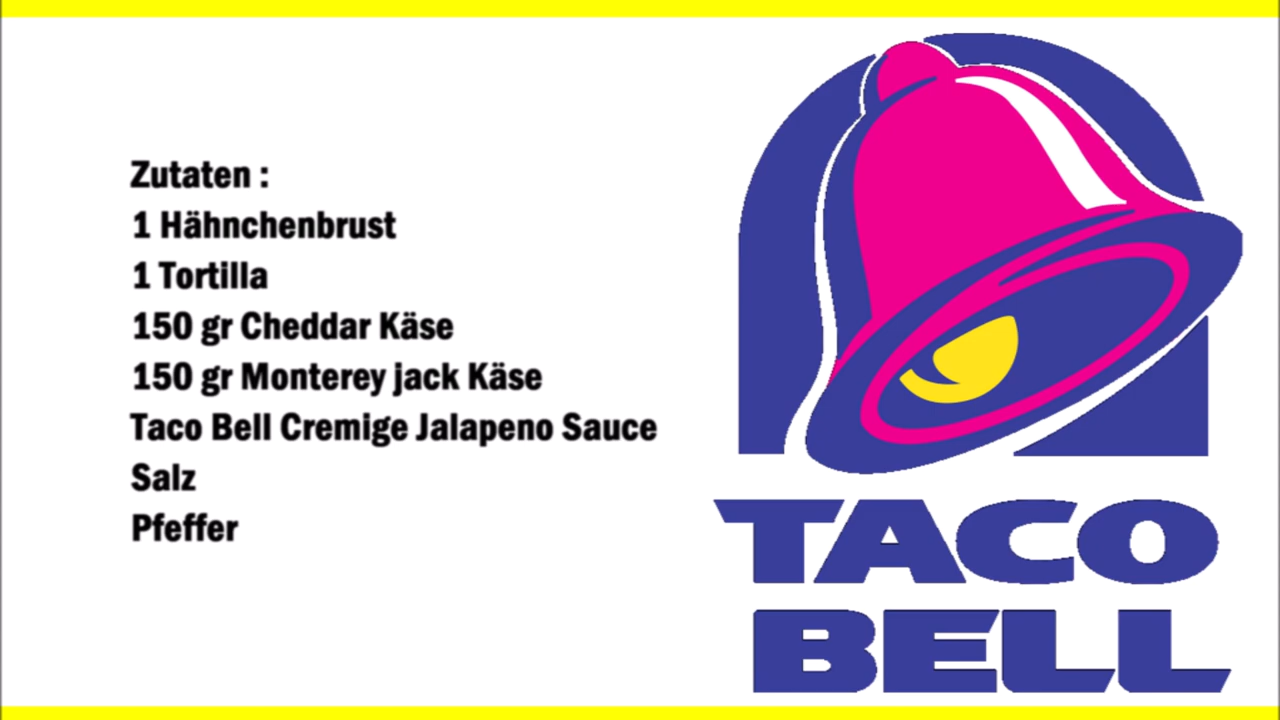 Zutaten :
1 Hähnchenbrust
1 Tortilla
150 gr Cheddar Käse
150 gr Monterey jack Käse
Taco Bell Cremige Jalapeno Sauce
Salz
Pfeffer
TACO
BELL